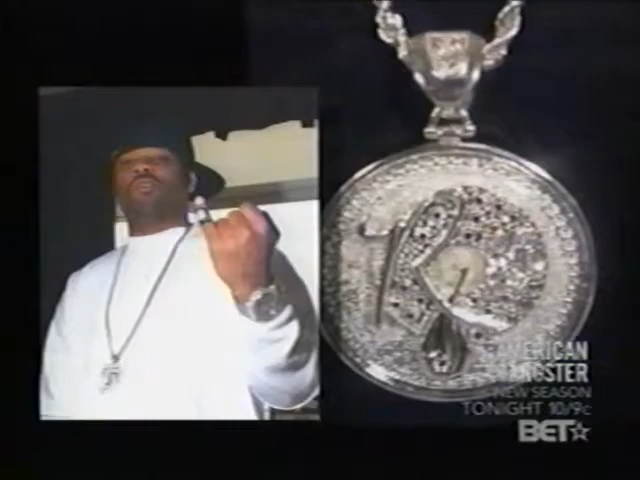 AMERICAN
GANGSTER
NEW SEASON
TONIGHT 10/9c
BET